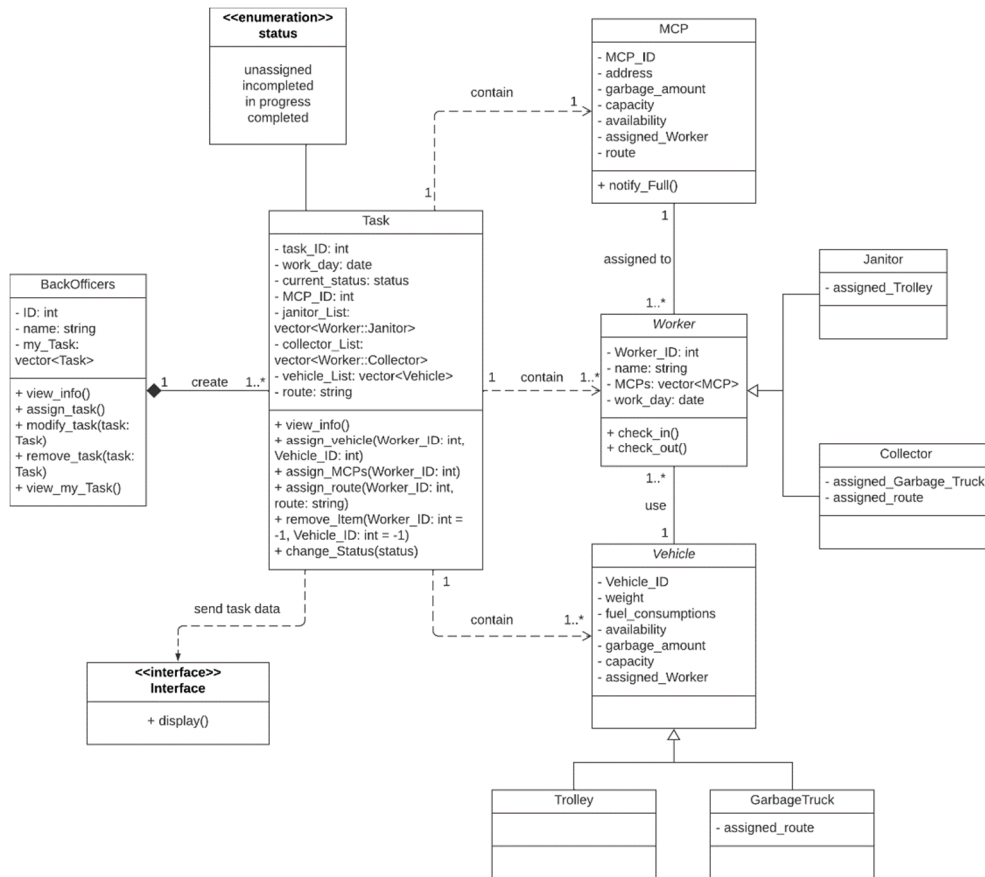 <<enumeration>>
status
unassigned
incompleted
in progress
completed
MCP
- MCP_ID
- address
- garbage_amount
- capacity
- availability
- assigned_Worker
- route
+ notify_Full()
contain
1
1
Task
- task_ID: int
- work_day: date
- current_status: status
- MCP_ID: int
- janitor_List:
vector<Worker::Janitor>
- collector_List:
vector<Worker::Collector>
- vehicle_List: vector<Vehicle>
- route: string
+ view_info()
+ assign_vehicle(Worker_ID: int,
Vehicle_ID: int)
+ assign_MCPs(Worker_ID: int)
+ assign_route(Worker_ID: int,
route: string)
+ remove_Item(Worker_ID: int =
-1, Vehicle_ID: int = -1)
+ change_Status(status)
BackOfficers
- ID: int
- name: string
- my_Task:
vector<Task>
+ view_info()
+ assign_task()
+ modify_task(task:
Task)
+ remove_task(task:
Task)
+ view_my_Task()
1
create
1..*
1
assigned to
1..*
Worker
- Worker_ID: int
- name: string
- MCPs: vector<MCP>
- work_day: date
+ check_in()
+ check_out()
1
contain
1..*
Janitor
- assigned_Trolley
Collector
- assigned_Garbage_Truck
- assigned_route
1..*
use
1
Vehicle
- Vehicle_ID
- weight
- fuel_consumptions
- availability
- garbage_amount
- capacity
- assigned_Worker
1
contain
1..*
send task data
<<interface>>
Interface
+ display()
Trolley
GarbageTruck
- assigned_route